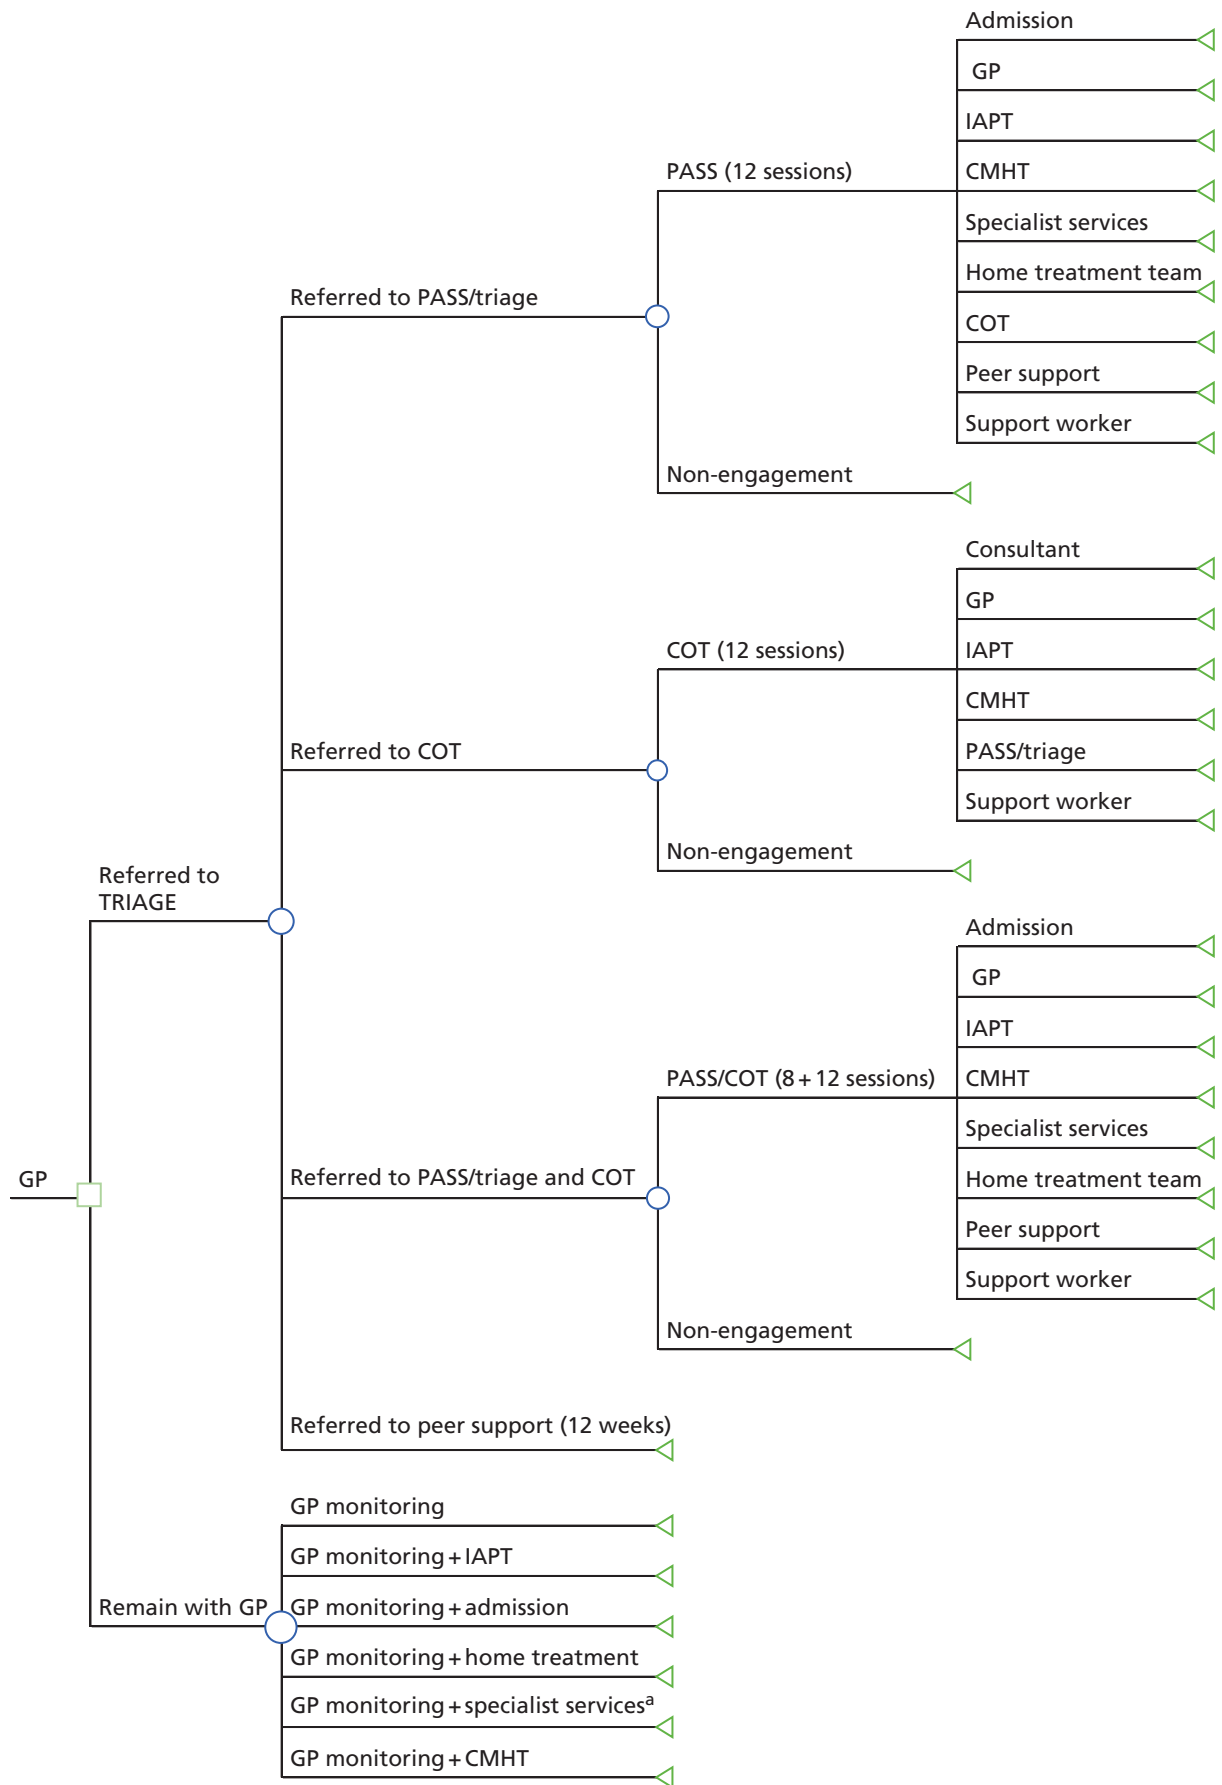 Admission
GP
IAPT
CMHT
PASS (12 sessions)
Specialist services
Home treatment team
Referred to PASS/triage
COT
Peer support
Support worker
Non-engagement
Consultant
GP
IAPT
COT (12 sessions)
CMHT
PASS/triage
Referred to COT
Support worker
Non-engagement
Referred to
TRIAGE
Admission
GP
IAPT
CMHT
PASS/COT (8 + 12 sessions)
Specialist services
Home treatment team
Referred to PASS/triage and COT
GP
Peer support
Support worker
Non-engagement
Referred to peer support (12 weeks)
GP monitoring
GP monitoring + IAPT
Remain with GP
GP monitoring + admission
GP monitoring + home treatment
GP monitoring + specialist servicesᵃ
GP monitoring + CMHT